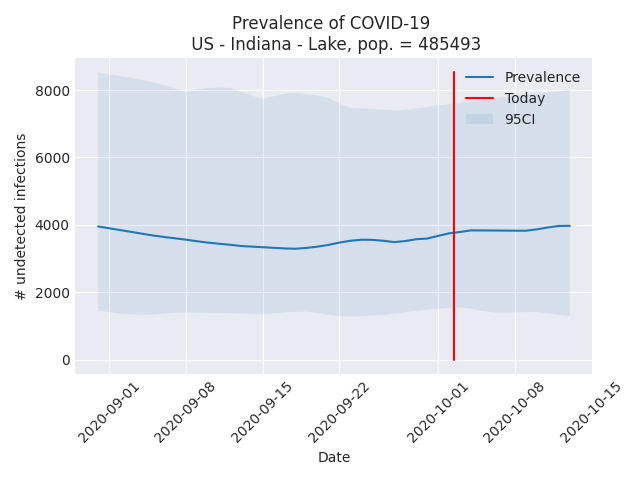 Prevalence of COVID-19
US - Indiana - Lake, pop. = 485493
Prevalence
Today
95CI
# undetected infections
8000
6000
4000
2000
0
2020-09-01
2020-09-08
2020-09-15
2020-09-22
2020-10-01
2020-10-08
2020-10-15
Date